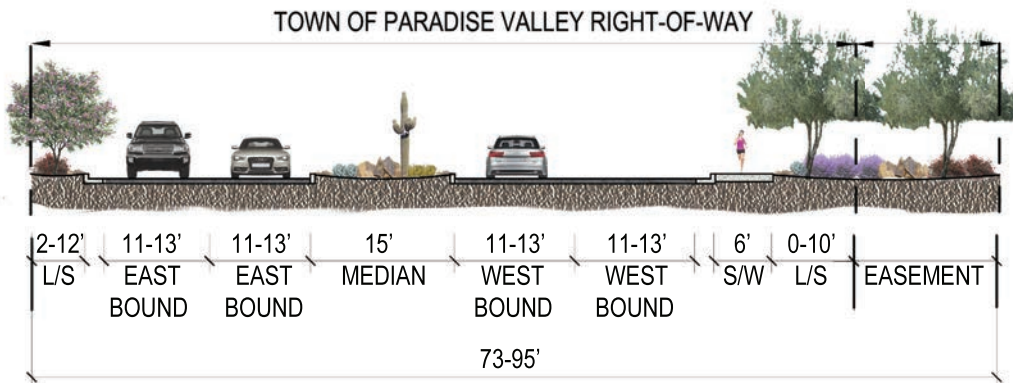 TOWN OF PARADISE VALLEY RIGHT-OF-WAY
2-12’ 11-13’ 11-13’ 15’ 11-13’ 11-13’ 6’ 0-10’
L/S EAST EAST MEDIAN WEST WEST S/W L/S EASEMENT
BOUND BOUND BOUND BOUND
73-95’